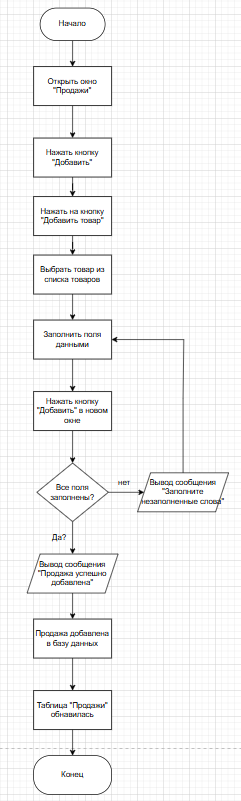 Начало
Открыть окно
"Продажи"
Нажать кнопку
"Добавить"
Нажать на кнопку
"Добавить товар"
Выбрать товар из
списка товаров
Заполнить поля
данными
Нажать кнопку
"Добавить" в новом
окне
Все поля
заполнены?
нет
Вывод сообщения
"Заполните
незаполненные слова"
Да?
Вывод сообщения
"Продажа успешно
добавлена"
Продажа добавлена
в базу данных
Таблица "Продажи"
обнавилась
Конец